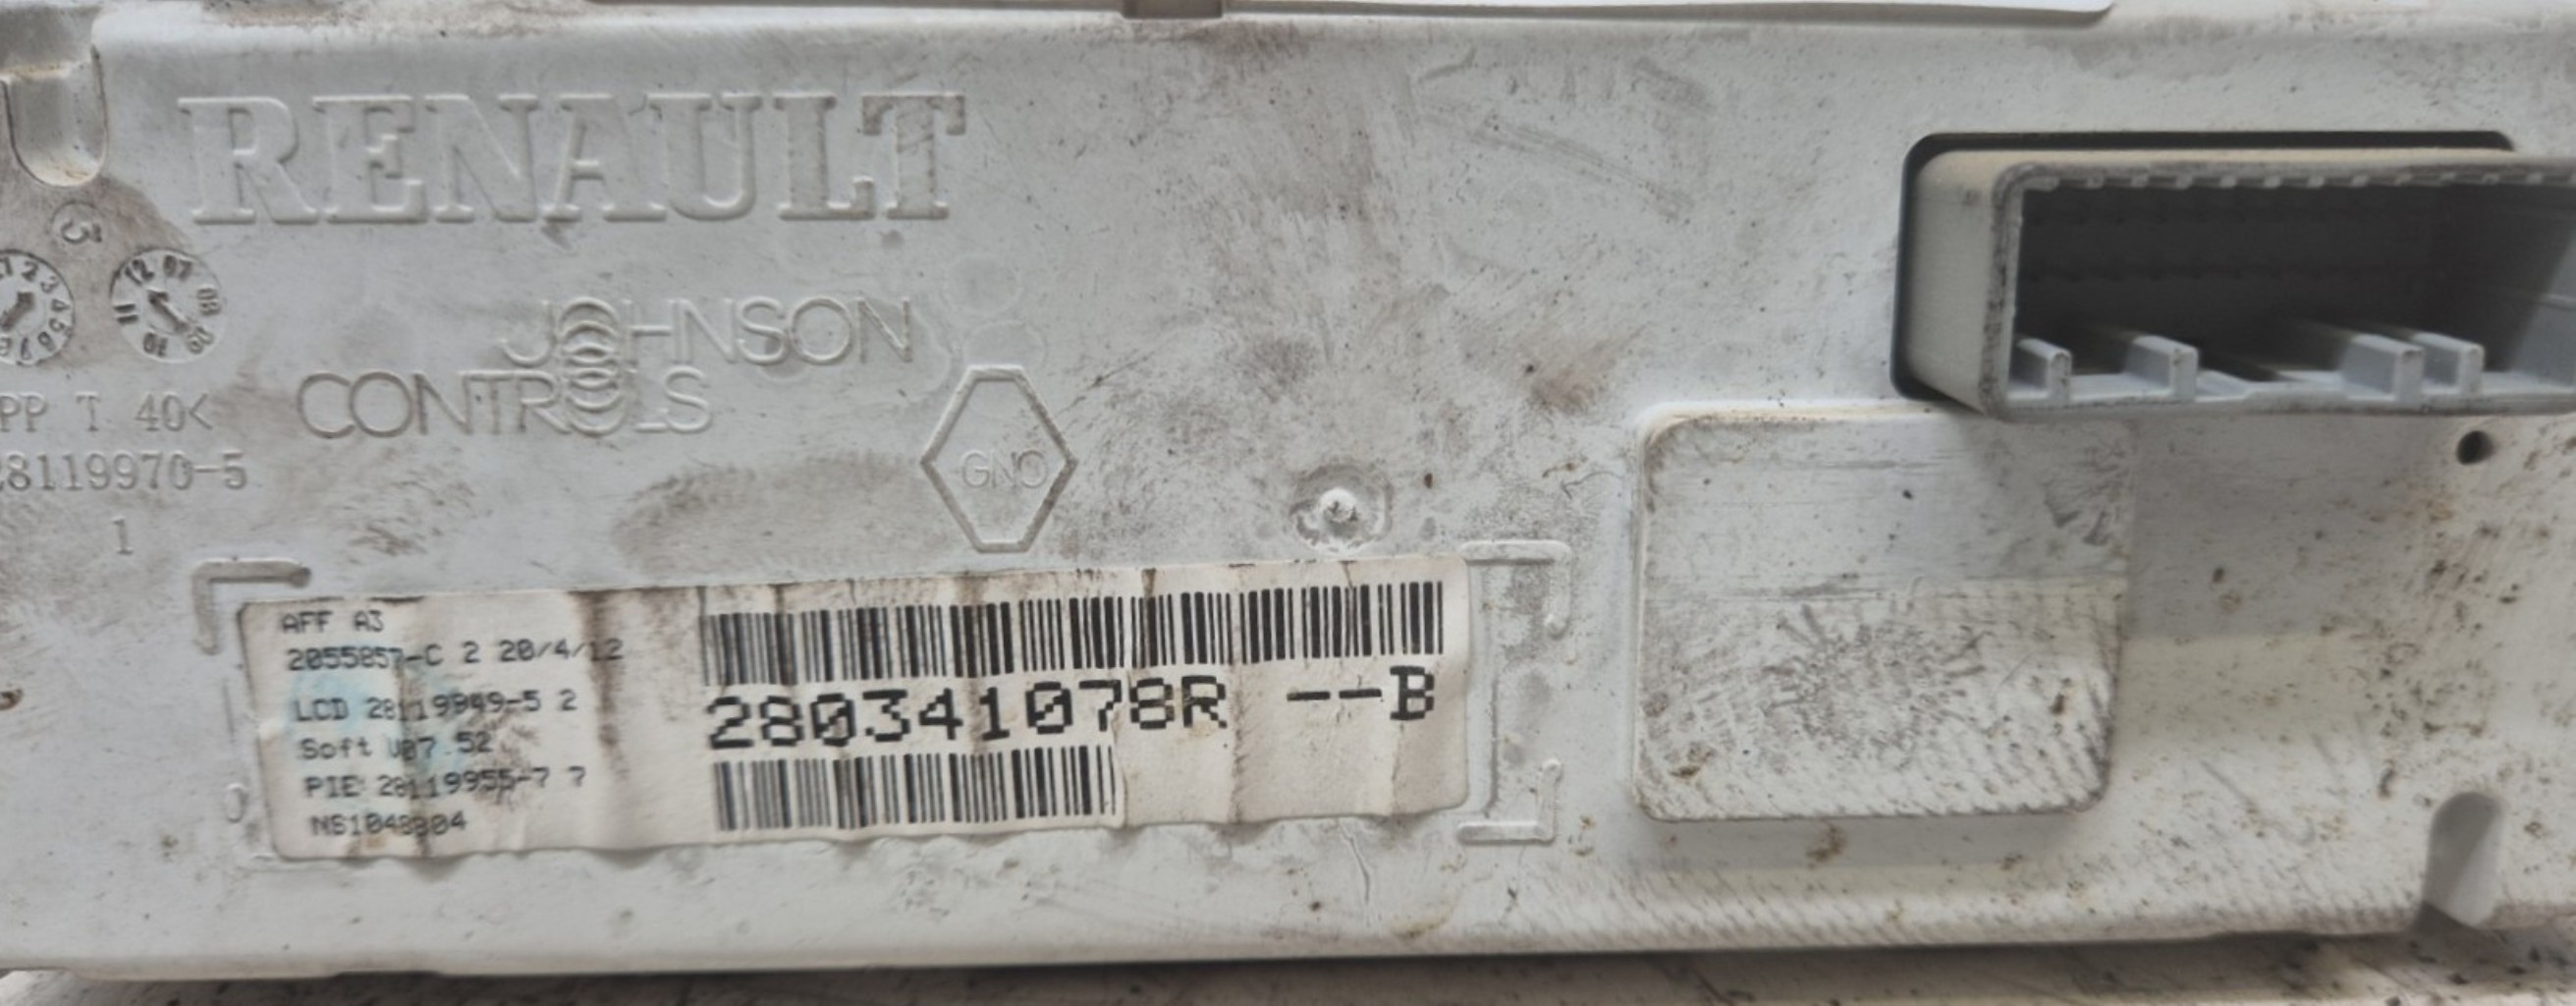 RENAULT
3
JOHNSON
CONTROLS
PP T 40<
28119970-5
1
GNO
AFF A3
2055857-C 2 20/4/12
LCD 28119949-5 2
Soft V07.52
PIE 28119955-7 7
280341078R --B